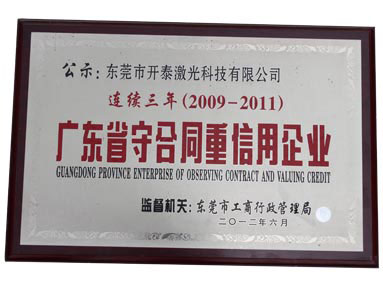 公示：东莞市开泰激光科技有限公司
连续三年(2009-2011)
广东省守合同重信用企业
GUANGDONG PROVINCE ENTERPRISE OF OBSERVING CONTRACT AND VALUING CREDIT
监督机关：东莞市工商行政管理局
二〇一二年六月